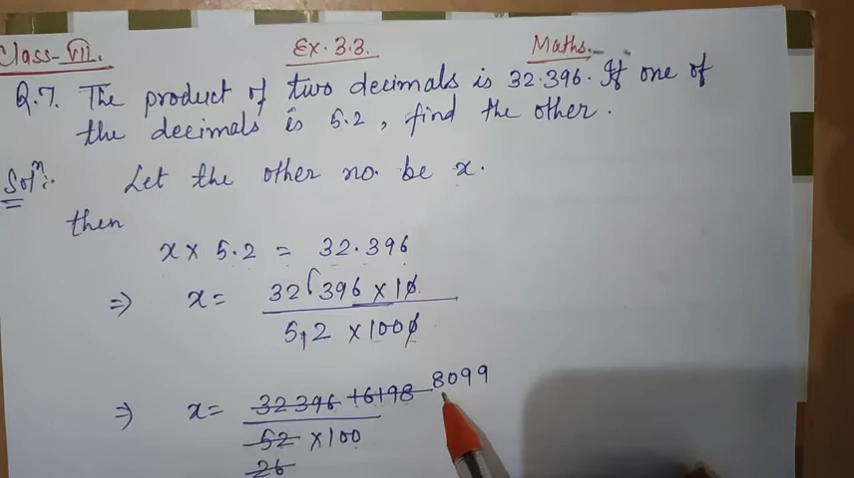 Class-VII. Ex. 3.3. Maths.
Q.7. The product of two decimals is 32.396. If one of
the decimals is 5.2, find the other.
Solⁿ:- Let the other no. be x.
then
x × 5.2 = 32.396
⇒ x = 32 396 × 10
5,2 × 1000
⇒ x = 32396 16198 8099
52 × 100
26